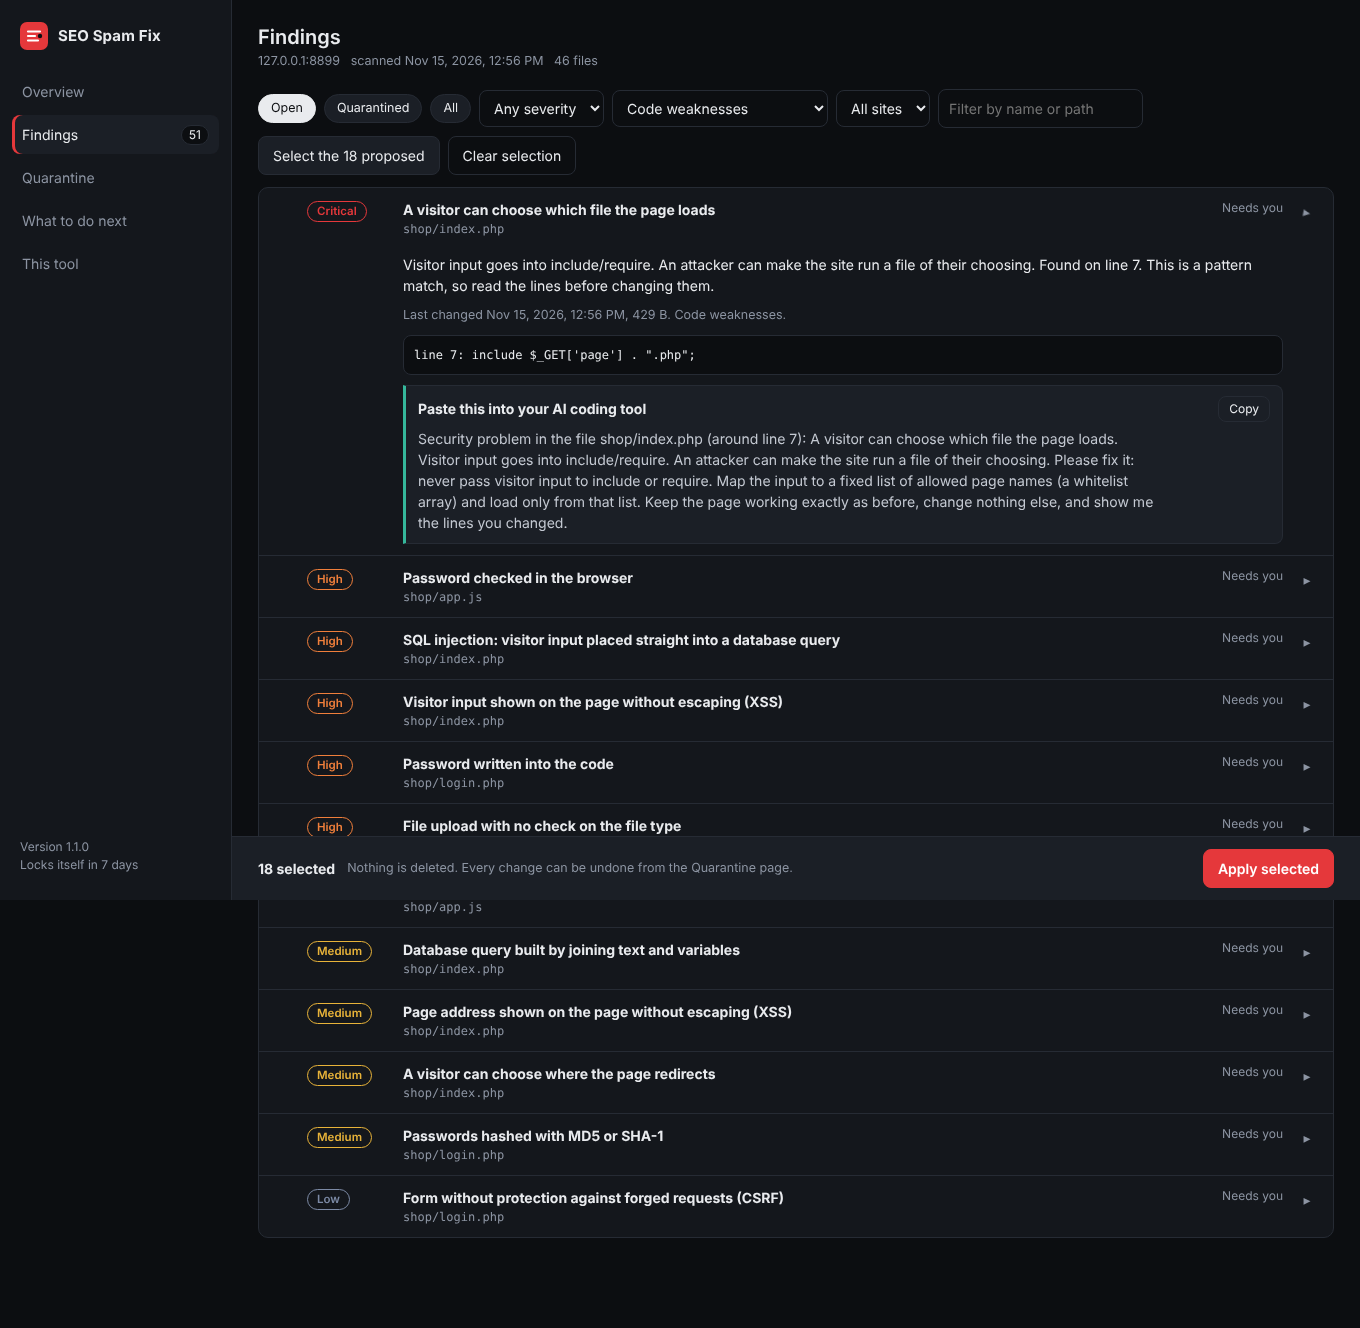 SEO Spam Fix
Overview
Findings 51
Quarantine
What to do next
This tool
Version 1.1.0
Locks itself in 7 days
Findings
127.0.0.1:8899 scanned Nov 15, 2026, 12:56 PM 46 files
Open Quarantined All Any severity Code weaknesses All sites Filter by name or path
Select the 18 proposed Clear selection
Critical A visitor can choose which file the page loads Needs you
shop/index.php
Visitor input goes into include/require. An attacker can make the site run a file of their choosing. Found on line 7. This is a pattern
match, so read the lines before changing them.
Last changed Nov 15, 2026, 12:56 PM, 429 B. Code weaknesses.
line 7: include $_GET['page'] . ".php";
Paste this into your AI coding tool Copy
Security problem in the file shop/index.php (around line 7): A visitor can choose which file the page loads.
Visitor input goes into include/require. An attacker can make the site run a file of their choosing. Please fix it:
never pass visitor input to include or require. Map the input to a fixed list of allowed page names (a whitelist
array) and load only from that list. Keep the page working exactly as before, change nothing else, and show me
the lines you changed.
High Password checked in the browser Needs you
shop/app.js
High SQL injection: visitor input placed straight into a database query Needs you
shop/index.php
High Visitor input shown on the page without escaping (XSS) Needs you
shop/index.php
High Password written into the code Needs you
shop/login.php
High File upload with no check on the file type Needs you
18 selected Nothing is deleted. Every change can be undone from the Quarantine page. Apply selected
shop/app.js
Medium Database query built by joining text and variables Needs you
shop/index.php
Medium Page address shown on the page without escaping (XSS) Needs you
shop/index.php
Medium A visitor can choose where the page redirects Needs you
shop/index.php
Medium Passwords hashed with MD5 or SHA-1 Needs you
shop/login.php
Low Form without protection against forged requests (CSRF) Needs you
shop/login.php